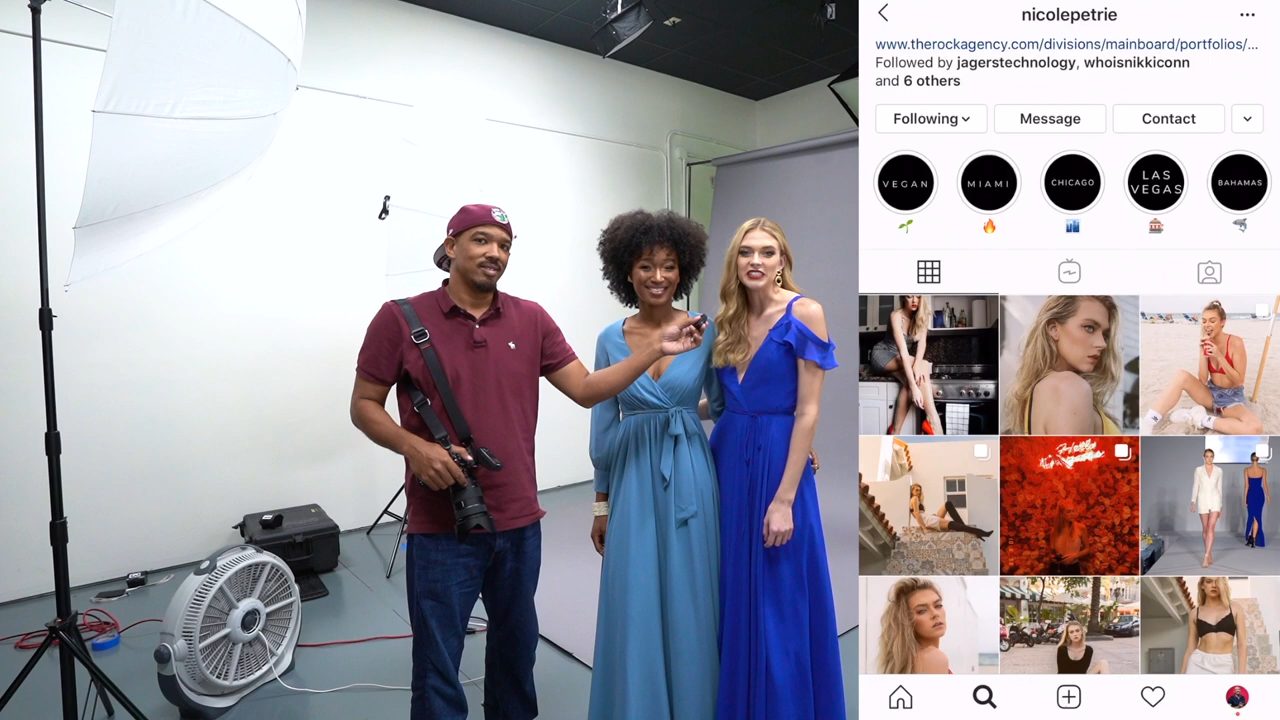 nicolepetrie
www.therockagency.com/divisions/mainboard/portfolios/...
Followed by jagerstechnology, whoisnikkiconn
and 6 others
Following
Message
Contact
VEGAN
MIAMI
CHICAGO
LAS
VEGAS
BAHAMAS